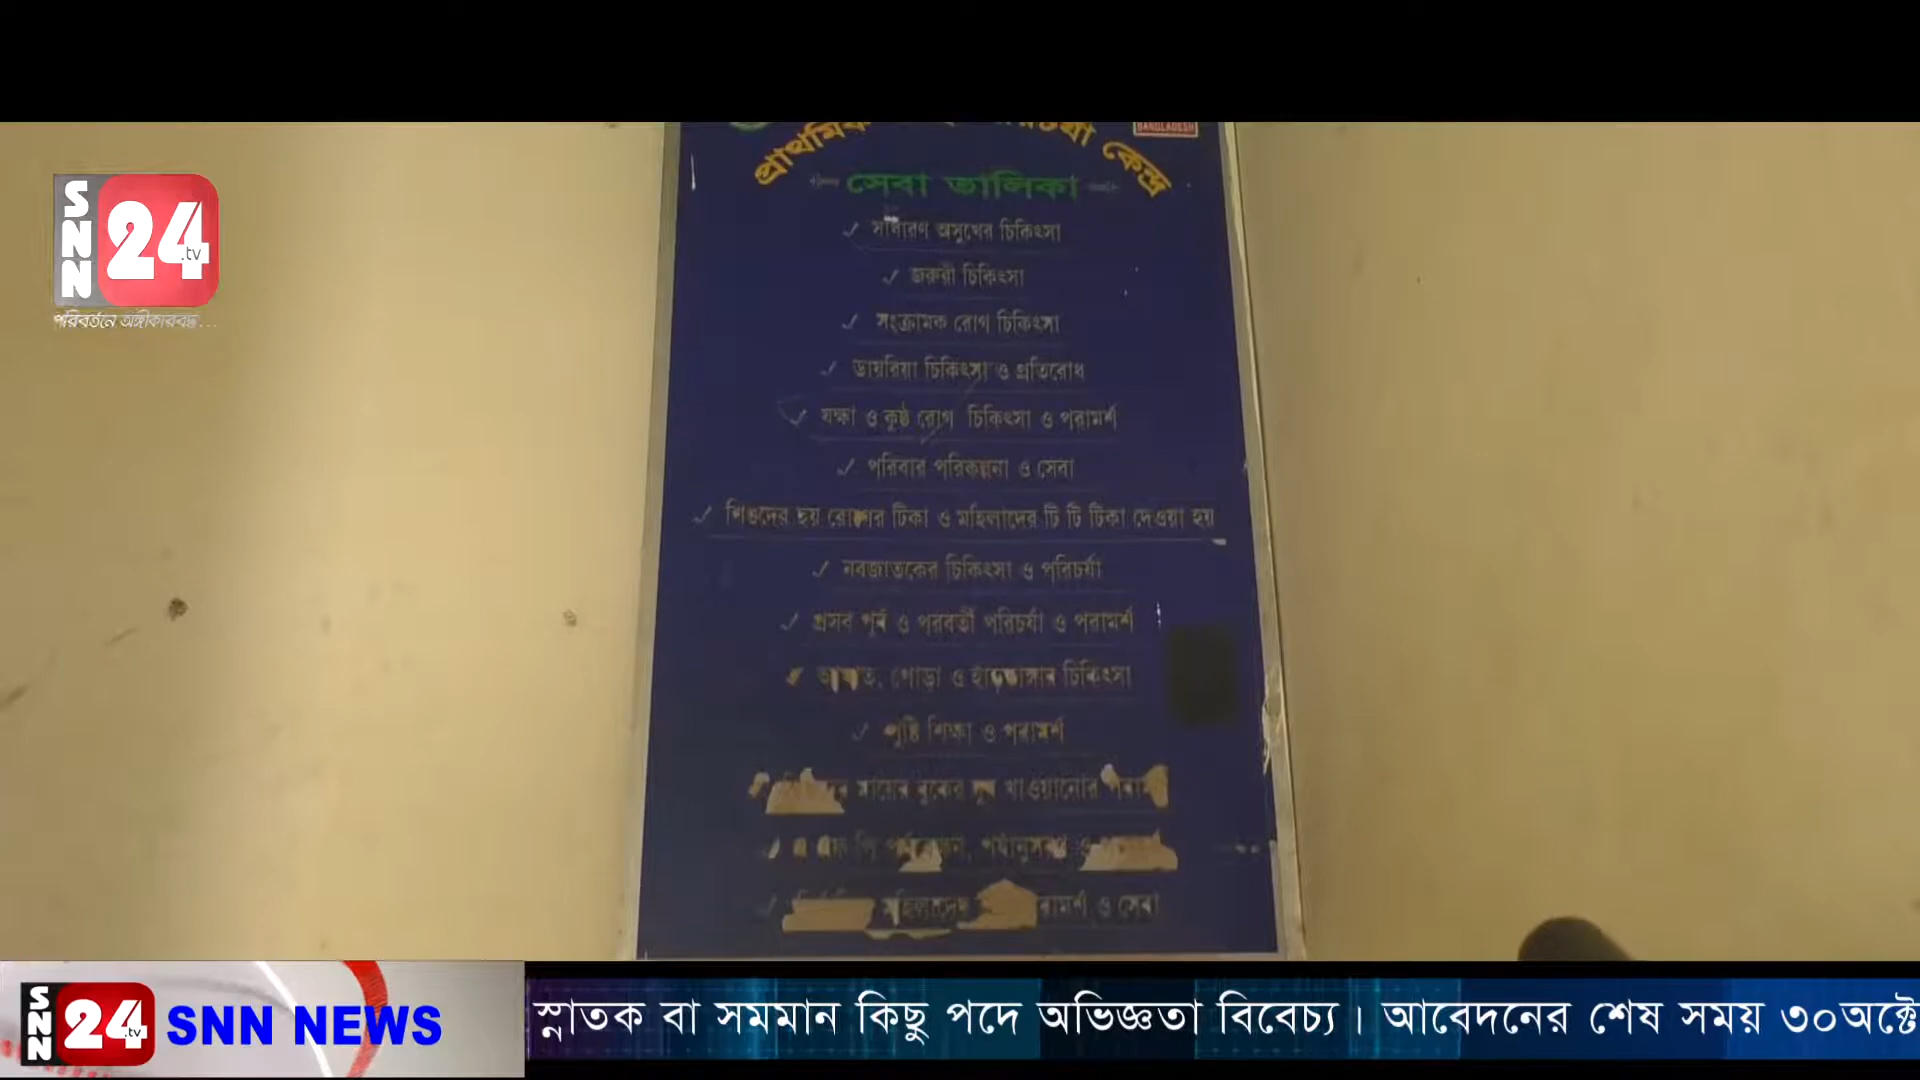 BANGLADESH
প্রাথমিক কেন্দ্র
সেবা তালিকা
সাধারণ অসুখের চিকিৎসা
জরুরী চিকিৎসা
সংক্রামক রোগ চিকিৎসা
ডায়রিয়া চিকিৎসা ও প্রতিরোধ
যক্ষা ও কুষ্ঠ রোগ চিকিৎসা ও পরামর্শ
পরিবার পরিকল্পনা ও সেবা
শিশুদের ছয় রোগের টিকা ও মহিলাদের টি টি টিকা দেওয়া হয়
নবজাতকের চিকিৎসা ও পরিচর্যা
প্রসব পূর্ব ও পরবর্তী পরিচর্যা ও পরামর্শ
পোড়া ও হাড়ভাঙ্গার চিকিৎসা
পুষ্টি শিক্ষা ও পরামর্শ
মায়ের বুকের দুধ খাওয়ানোর
মহিলাদের ও সেবা
SNN 24 .tv
পরিবর্তনে অঙ্গীকারবদ্ধ...
SNN 24 .tv SNN NEWS
স্নাতক বা সমমান কিছু পদে অভিজ্ঞতা বিবেচ্য। আবেদনের শেষ সময় ৩০অক্টো